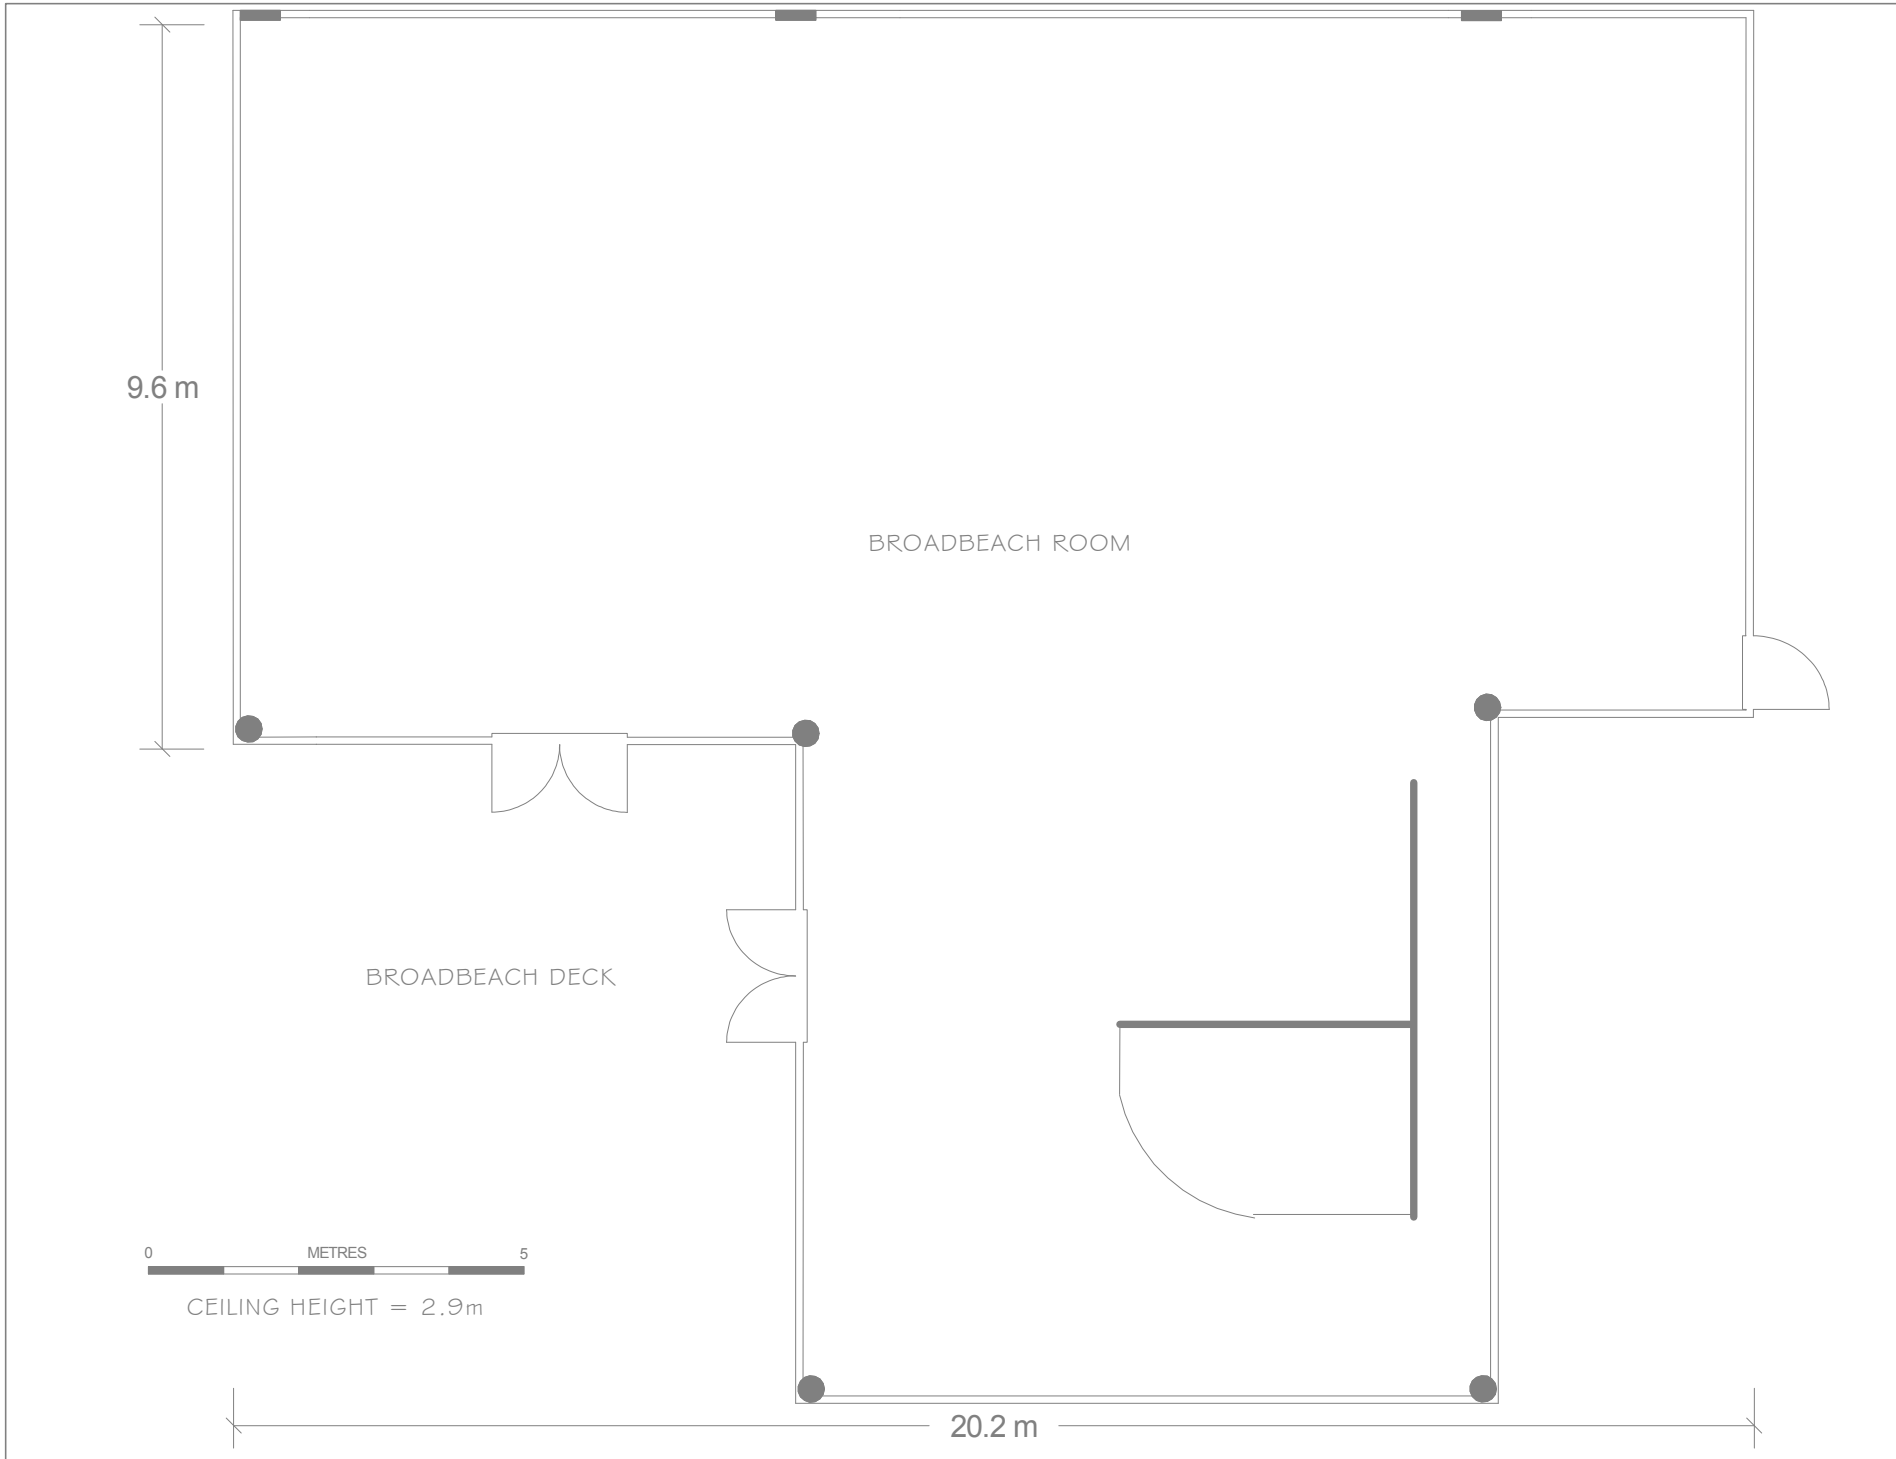 9.6 m
BROADBEACH ROOM
BROADBEACH DECK
0 METRES 5
CEILING HEIGHT = 2.9m
20.2 m